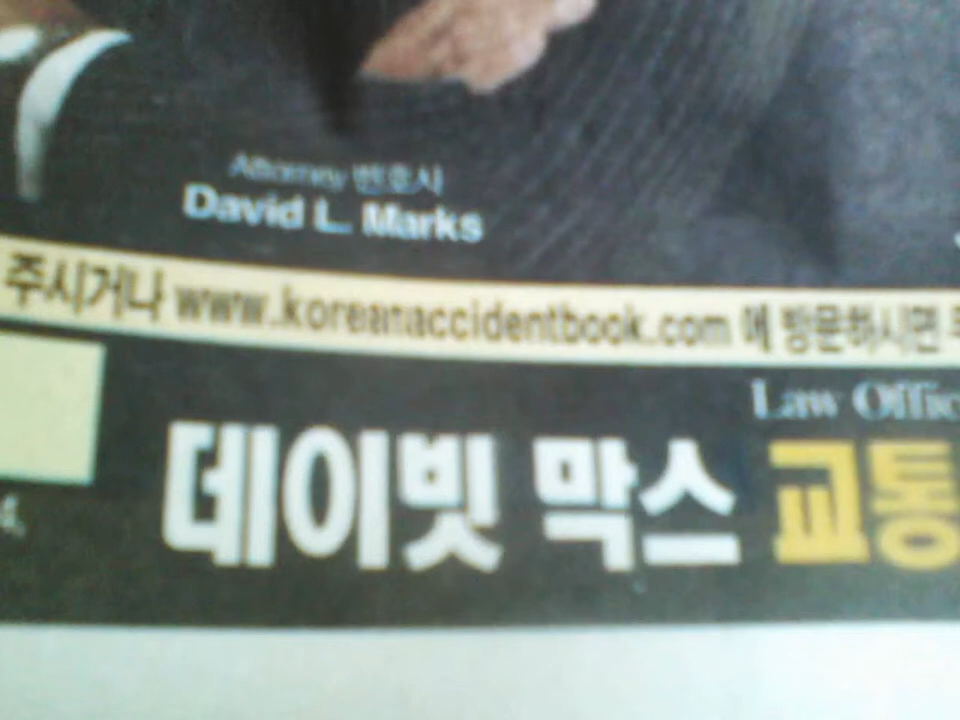 Attorney 변호사
David L. Marks
주시거나 www.koreanaccidentbook.com 에 방문하시면
Law Offic
데이빗 막스 교통
4.